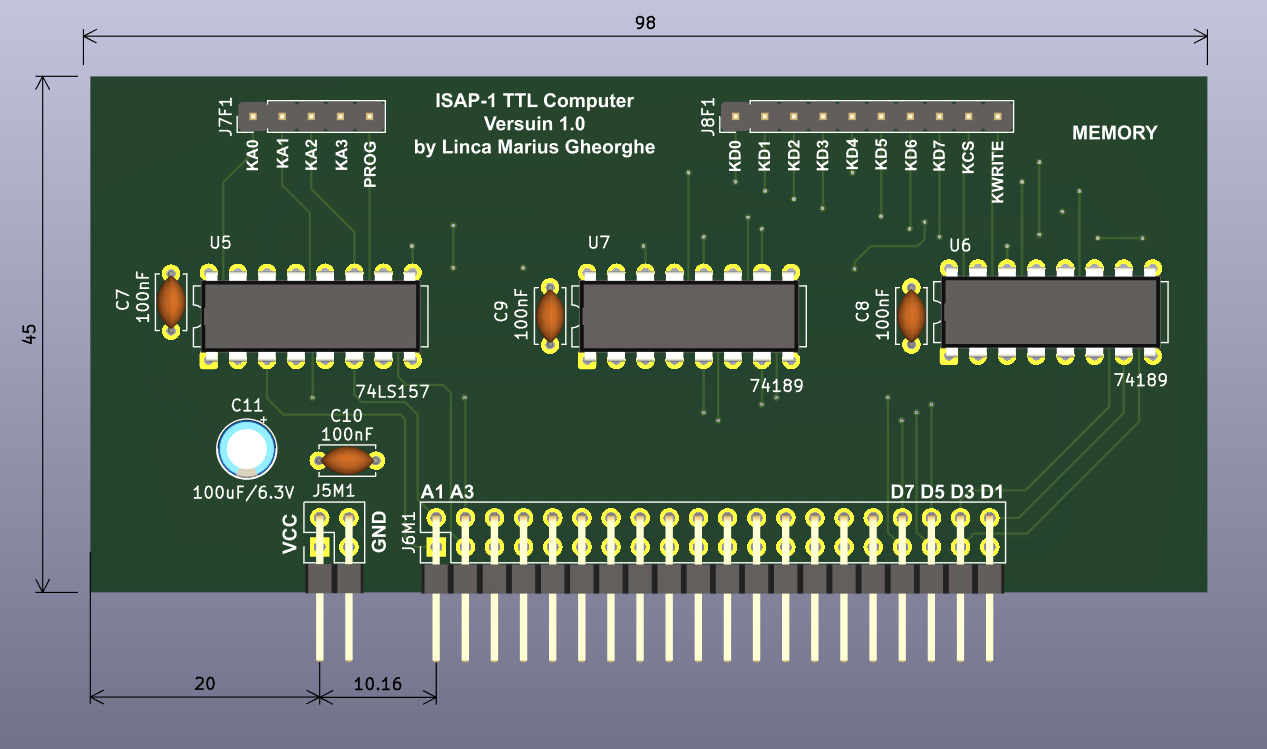 98
45
ISAP-1 TTL Computer
Versuin 1.0
by Linca Marius Gheorghe
MEMORY
J7F1
KA0
KA1
KA2
KA3
PROG
J8F1
KD0
KD1
KD2
KD3
KD4
KD5
KD6
KD7
KCS
KWRITE
U5
U7
U6
C7
100nF
C9
100nF
C8
100nF
74LS157
74189
74189
C11
+
100uF/6.3V
C10
100nF
J5M1
VCC
GND
J6M1
A1 A3
D7 D5 D3 D1
20
10.16